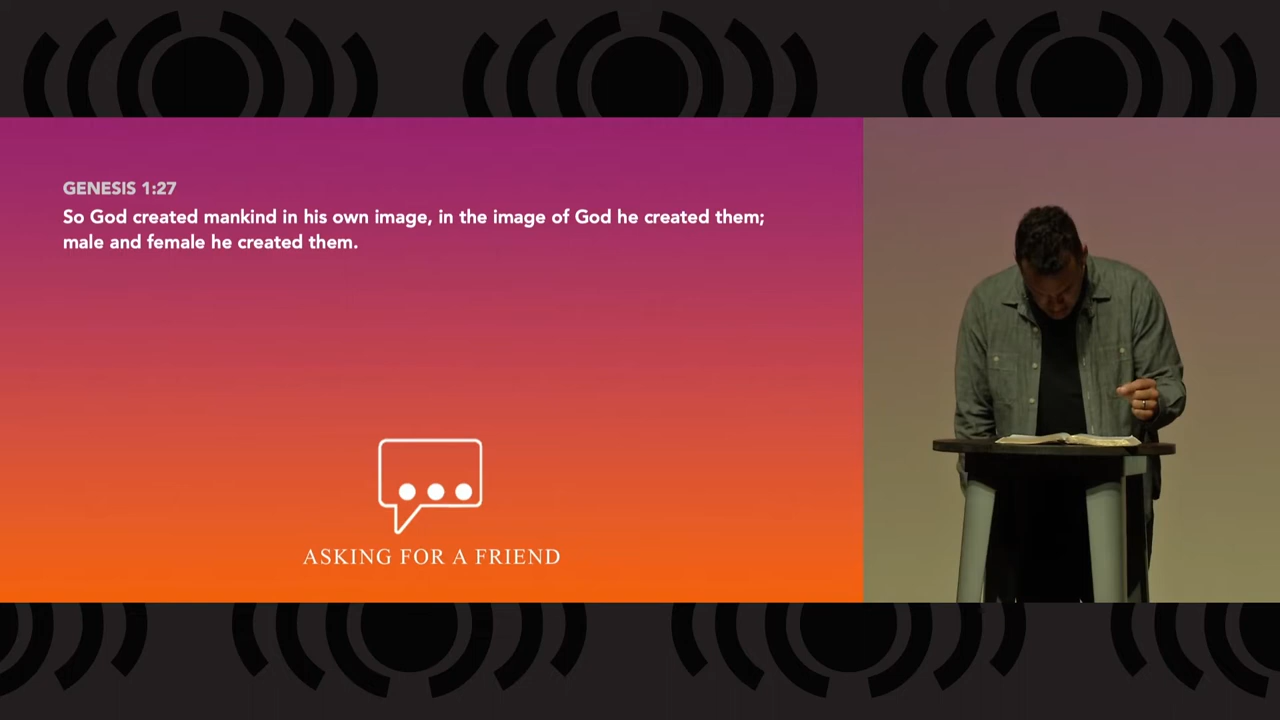 GENESIS 1:27
So God created mankind in his own image, in the image of God he created them;
male and female he created them.
ASKING FOR A FRIEND